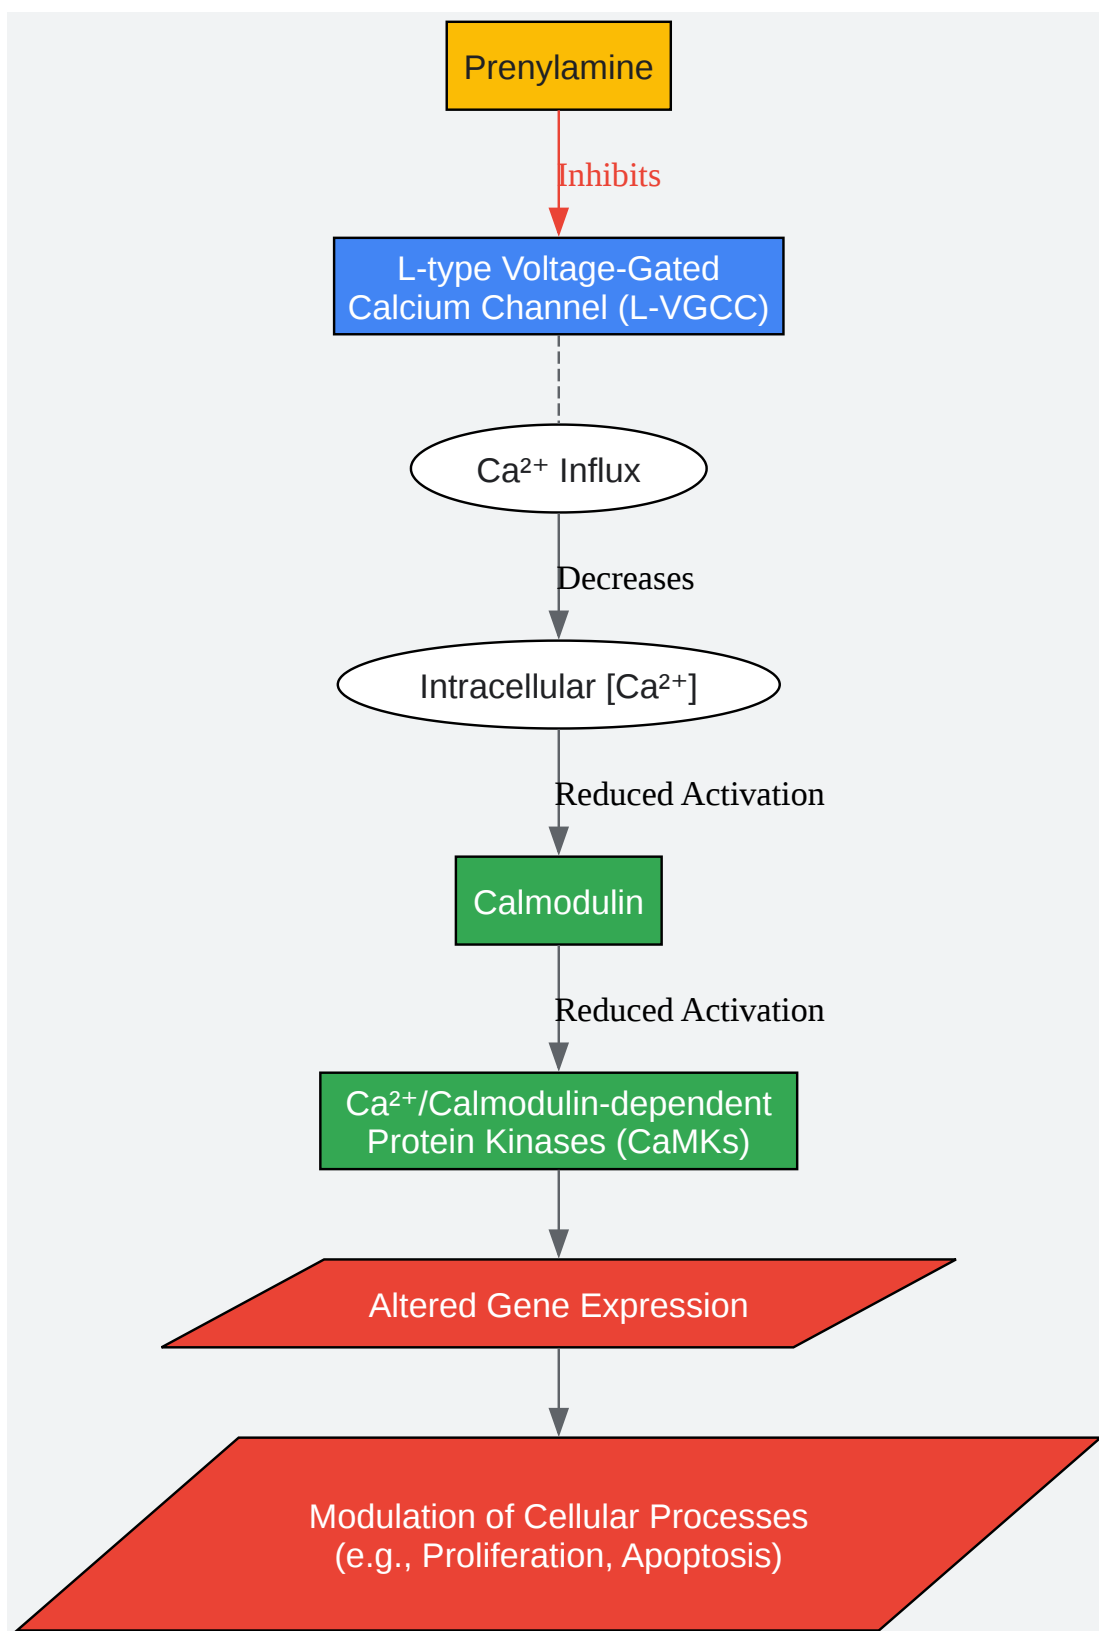 Prenylamine
Inhibits
L-type Voltage-Gated
Calcium Channel (L-VGCC)
Ca²⁺ Influx
Decreases
Intracellular [Ca²⁺]
Reduced Activation
Calmodulin
Reduced Activation
Ca²⁺/Calmodulin-dependent
Protein Kinases (CaMKs)
Altered Gene Expression
Modulation of Cellular Processes
(e.g., Proliferation, Apoptosis)